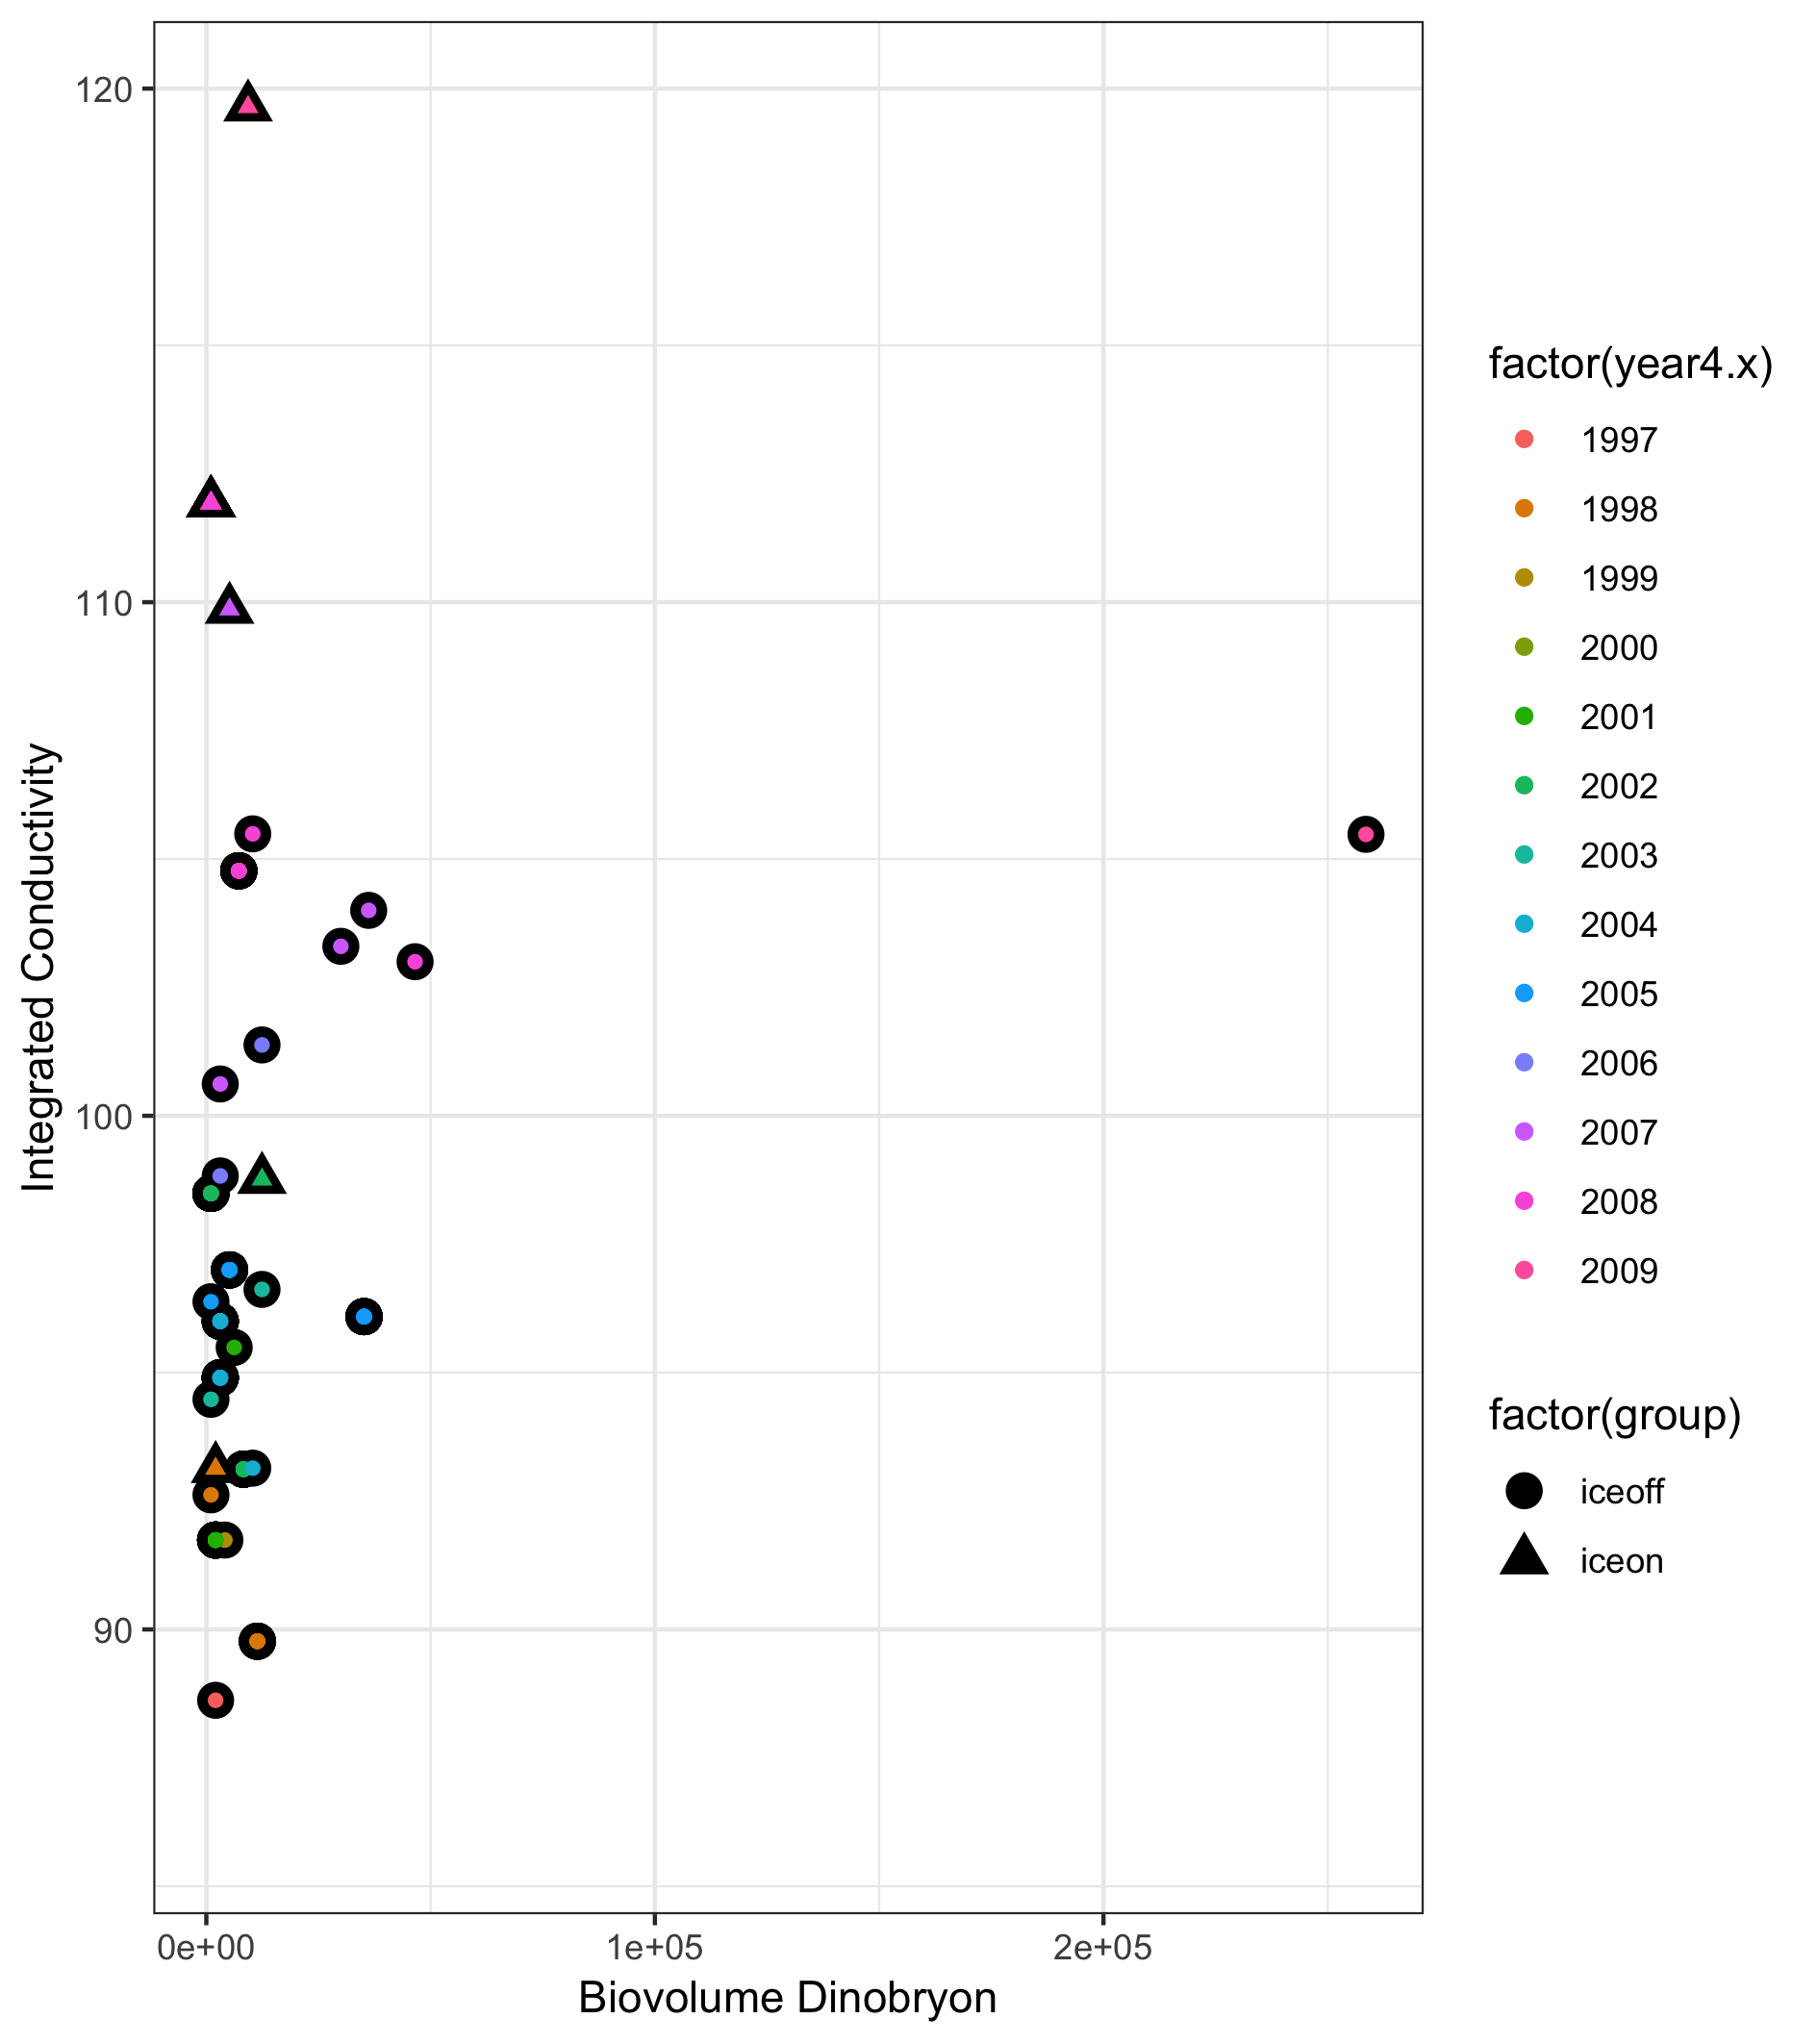 120
110
100
90
Integrated Conductivity
0e+00
1e+05
2e+05
Biovolume Dinobryon
factor(year4.x)
1997
1998
1999
2000
2001
2002
2003
2004
2005
2006
2007
2008
2009
factor(group)
iceoff
iceon